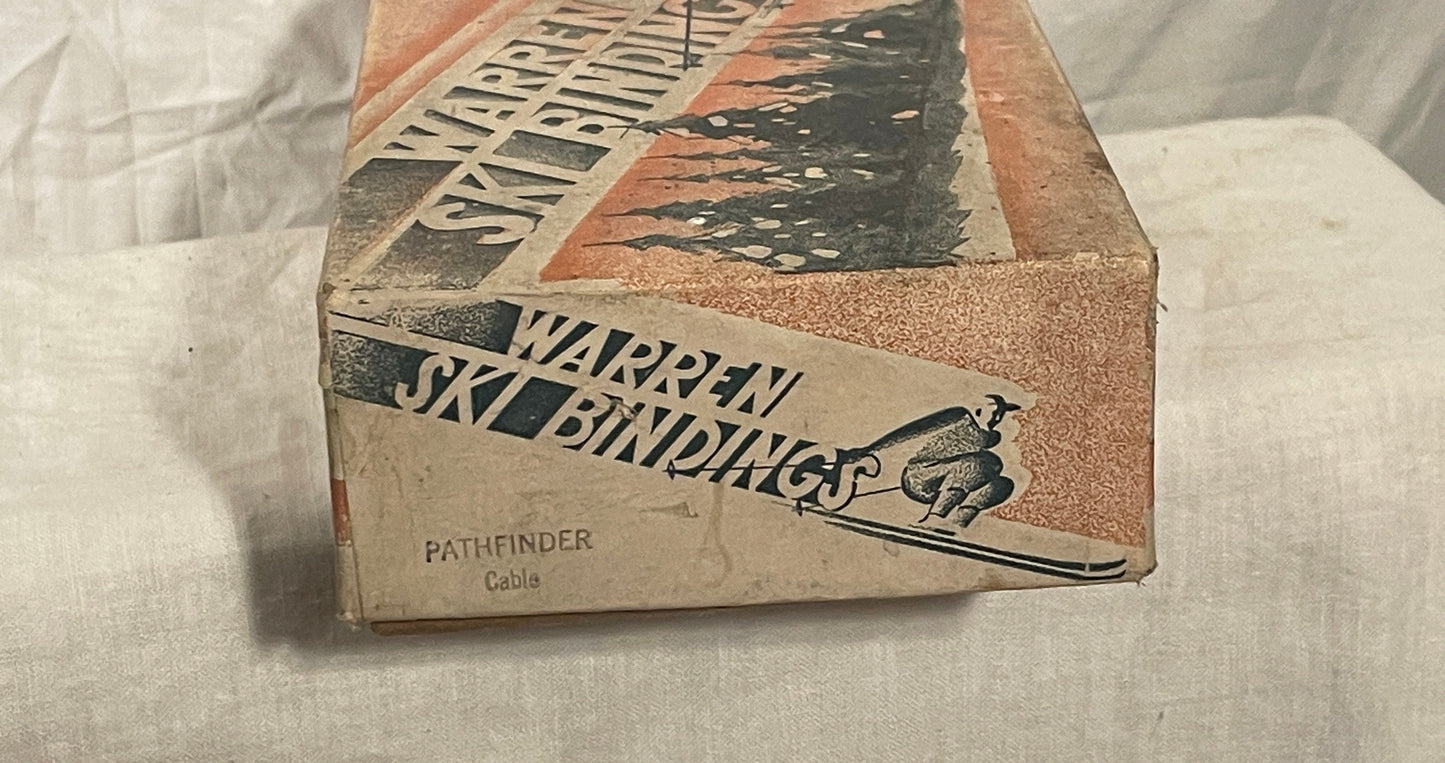 WARREN
SKI BINDINGS
WARREN
SKI BINDINGS
PATHFINDER
Cable